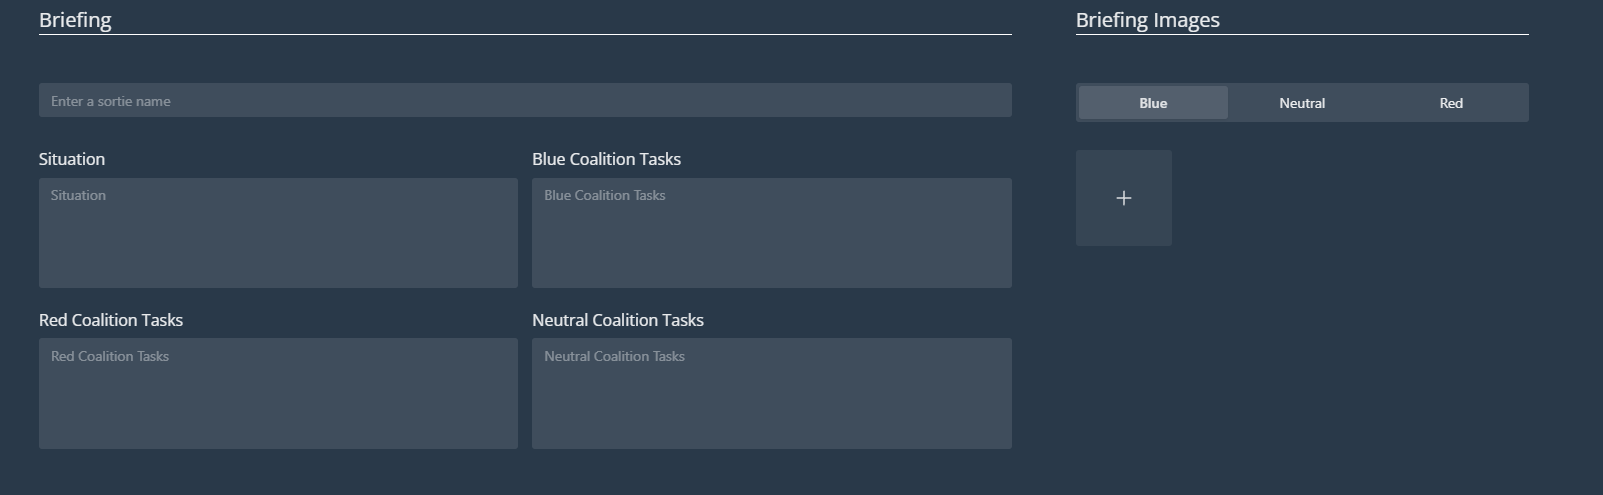 Briefing
Enter a sortie name
Situation
Situation
Blue Coalition Tasks
Blue Coalition Tasks
Red Coalition Tasks
Red Coalition Tasks
Neutral Coalition Tasks
Neutral Coalition Tasks
Briefing Images
Blue Neutral Red
+